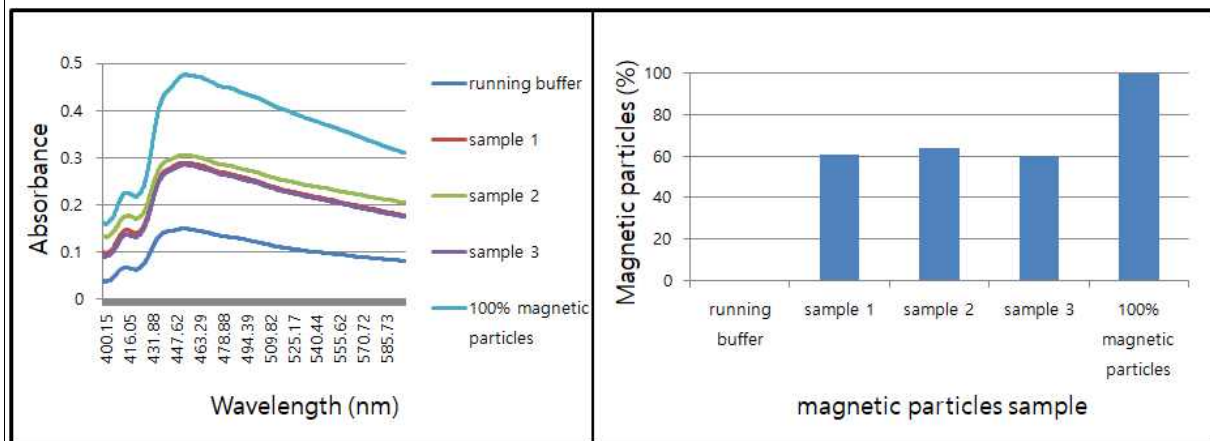 0.5
0.4
0.3
0.2
0.1
0
Absorbance
400.15
416.05
431.88
447.62
463.29
478.88
494.39
509.82
525.17
540.44
555.62
570.72
585.73
Wavelength (nm)
running buffer
sample 1
sample 2
sample 3
100% magnetic
particles
Magnetic particles (%)
100
80
60
40
20
0
running
buffer
sample 1
sample 2
sample 3
100%
magnetic
particles
magnetic particles sample